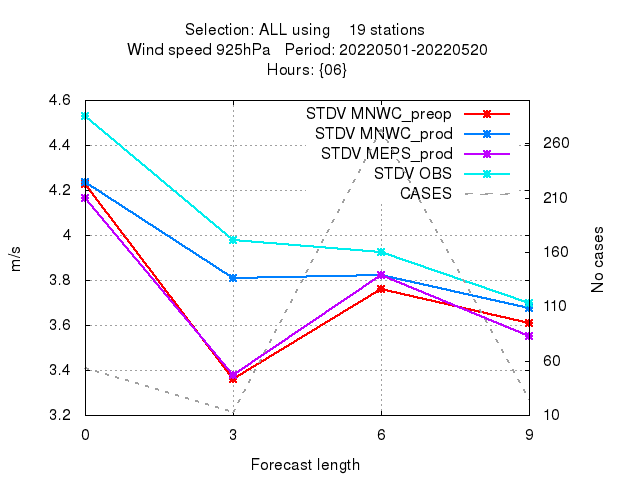 Selection: ALL using 19 stations
Wind speed 925hPa Period: 20220501-20220520
Hours: {06}
4.6
4.4
4.2
4
3.8
3.6
3.4
3.2
m/s
STDV MNWC_preop
STDV MNWC_prod
STDV MEPS_prod
STDV OBS
CASES
260
210
160
110
60
10
No cases
0 3 6 9
Forecast length